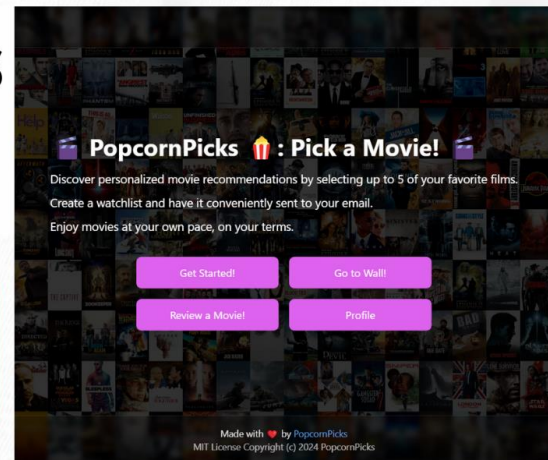 🎬 PopcornPicks 🍿: Pick a Movie! 🎬
Discover personalized movie recommendations by selecting up to 5 of your favorite films.
Create a watchlist and have it conveniently sent to your email.
Enjoy movies at your own pace, on your terms.
Get Started!
Go to Wall!
Review a Movie!
Profile
Made with ❤️ by PopcornPicks
MIT License Copyright (c) 2024 PopcornPicks